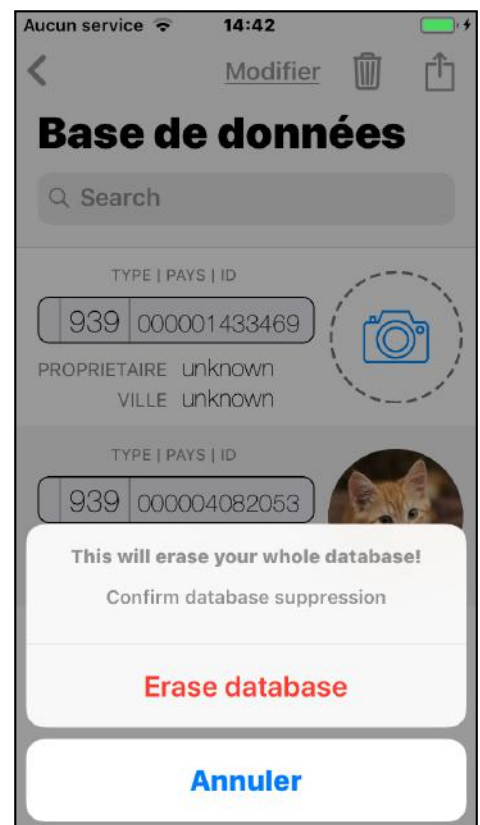 Aucun service 14:42
Modifier
Base de données
Search
TYPE | PAYS | ID
939 000001433469
PROPRIETAIRE unknown
VILLE unknown
TYPE | PAYS | ID
939 000004082053
This will erase your whole database!
Confirm database suppression
Erase database
Annuler